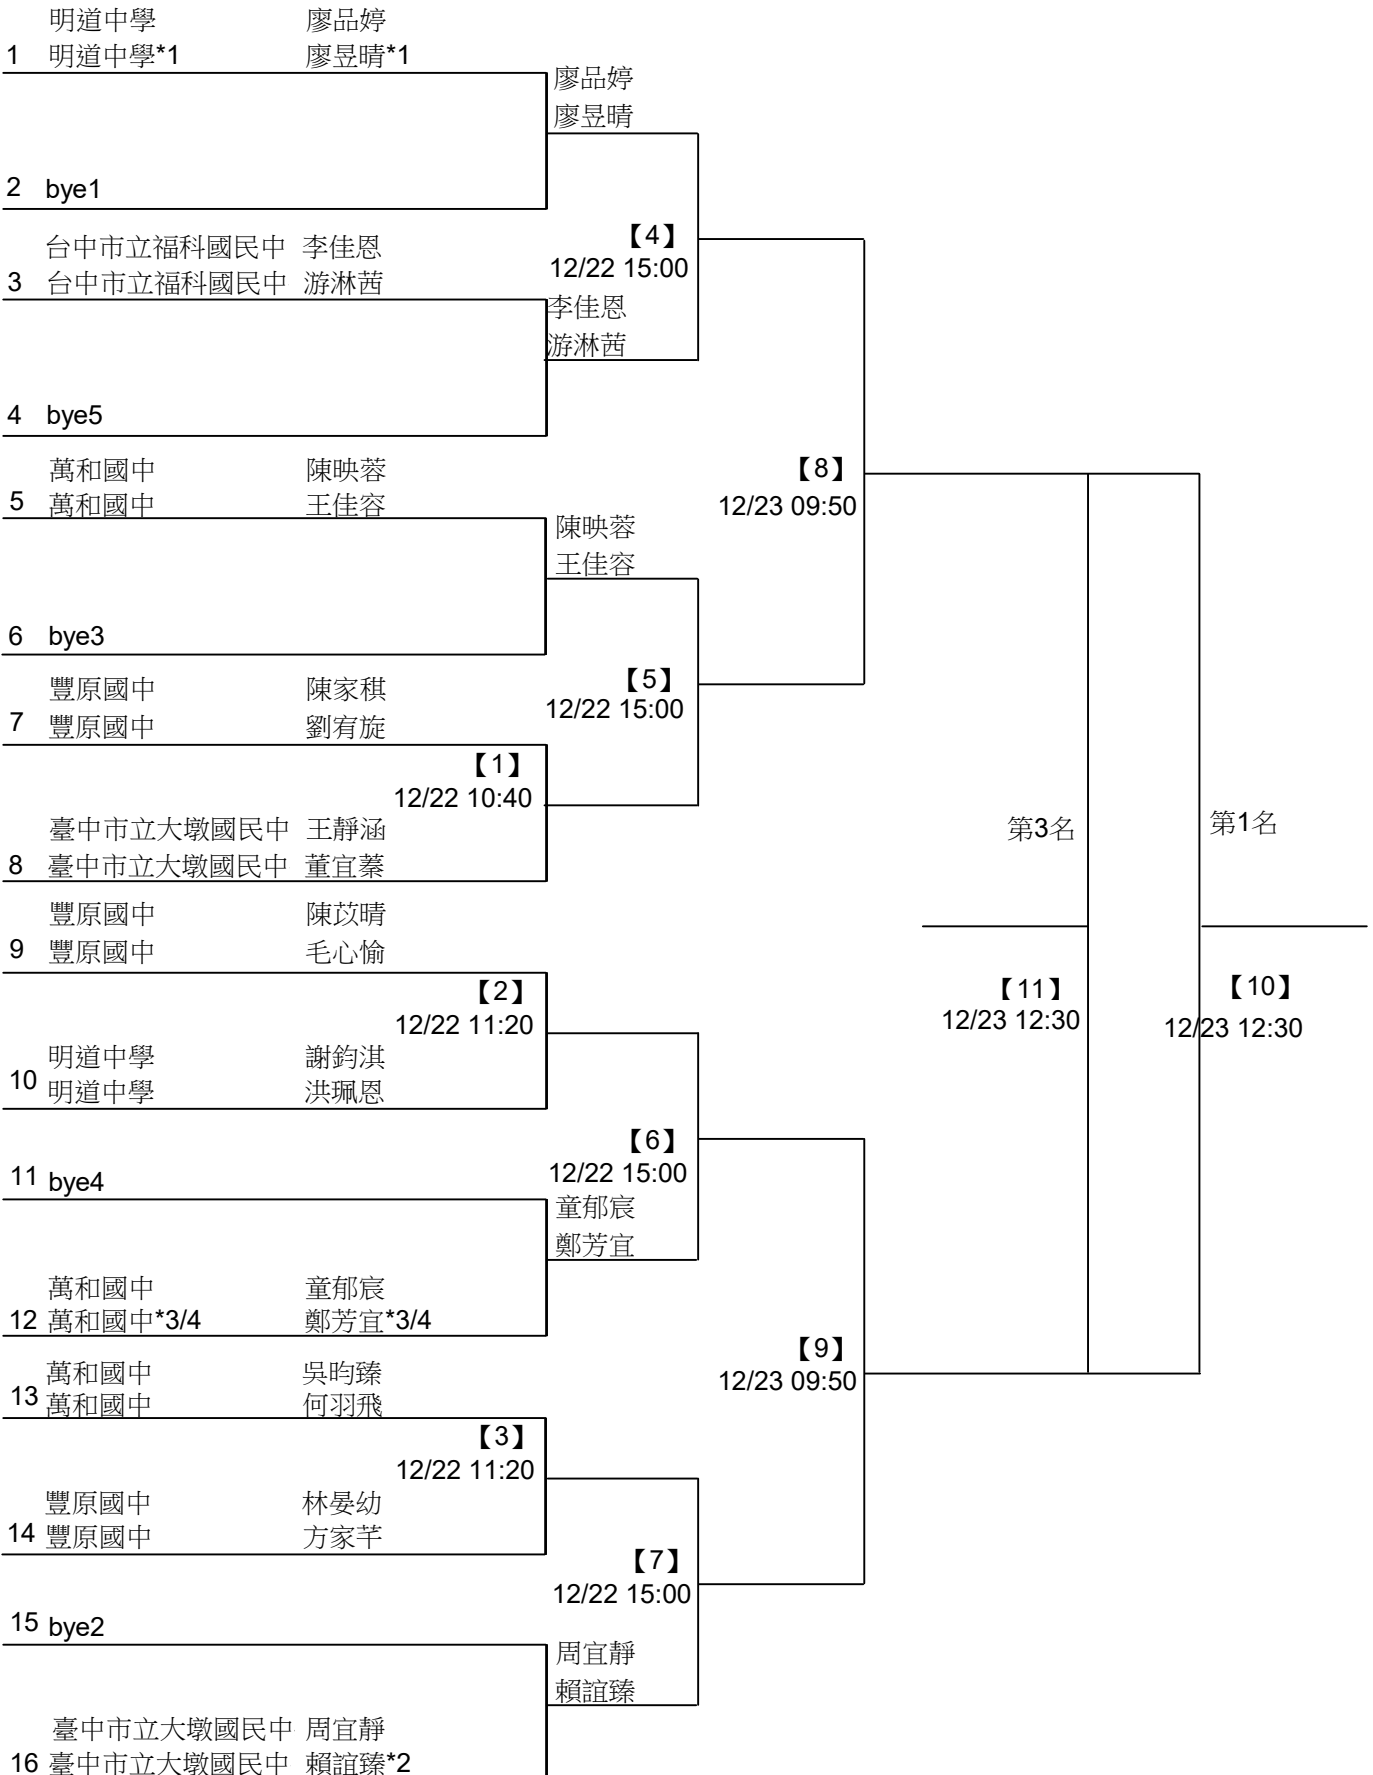 明道中學 廖品婷
1 明道中學*1 廖昱晴*1
廖品婷
廖昱晴
2 bye1
【4】
12/22 15:00
台中市立福科國民中 李佳恩
3 台中市立福科國民中 游淋茜
李佳恩
游淋茜
4 bye5
萬和國中 陳映蓉
5 萬和國中 王佳容
【8】
12/23 09:50
陳映蓉
王佳容
6 bye3
豐原國中 陳家稘
7 豐原國中 劉宥旋
【5】
12/22 15:00
【1】
12/22 10:40
臺中市立大墩國民中 王靜涵
8 臺中市立大墩國民中 董宜蓁
第3名 第1名
豐原國中 陳苡晴
9 豐原國中 毛心愉
【2】
12/22 11:20
【11】
12/23 12:30
【10】
12/23 12:30
明道中學 謝鈞淇
10 明道中學 洪珮恩
【6】
12/22 15:00
11 bye4
童郁宸
鄭芳宜
萬和國中 童郁宸
12 萬和國中*3/4 鄭芳宜*3/4
【9】
12/23 09:50
萬和國中 吳昀臻
13 萬和國中 何羽飛
【3】
12/22 11:20
豐原國中 林晏幼
14 豐原國中 方家芊
【7】
12/22 15:00
15 bye2
周宜靜
賴誼臻
臺中市立大墩國民中 周宜靜
16 臺中市立大墩國民中 賴誼臻*2